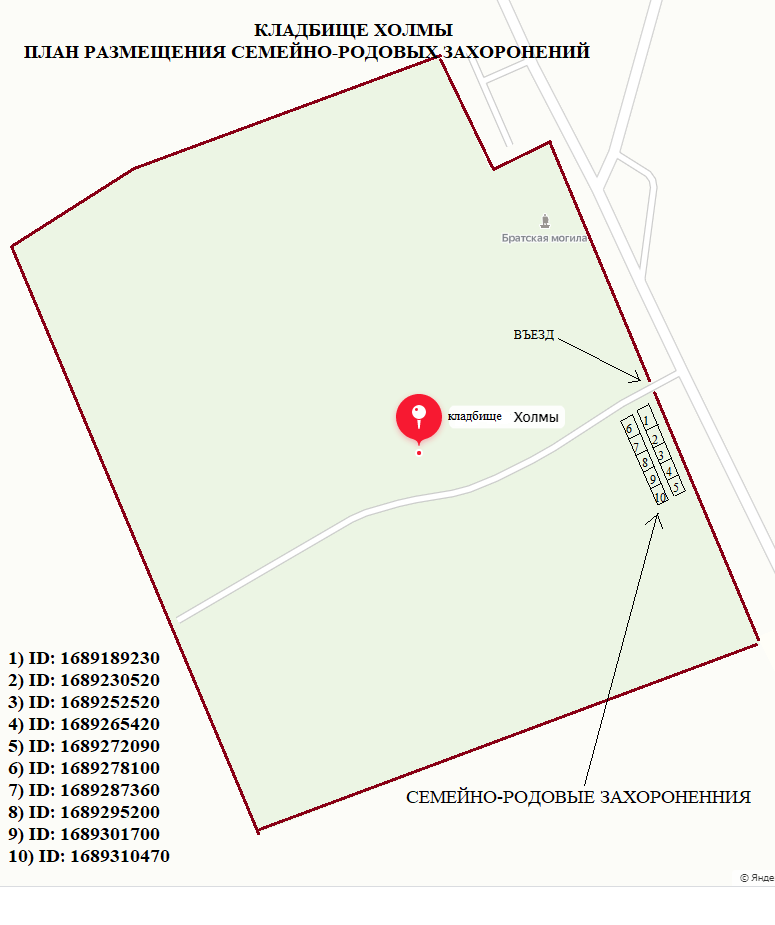 КЛАДБИЩЕ ХОЛМЫ
ПЛАН РАЗМЕЩЕНИЯ СЕМЕЙНО-РОДОВЫХ ЗАХОРОНЕНИЙ
Братская могила
ВЪЕЗД
кладбище Холмы
1
6
2
7
3
8
4
9
5
10
1) ID: 1689189230
2) ID: 1689230520
3) ID: 1689252520
4) ID: 1689265420
5) ID: 1689272090
6) ID: 1689278100
7) ID: 1689287360
8) ID: 1689295200
9) ID: 1689301700
10) ID: 1689310470
СЕМЕЙНО-РОДОВЫЕ ЗАХОРОНЕННИЯ
© Янде